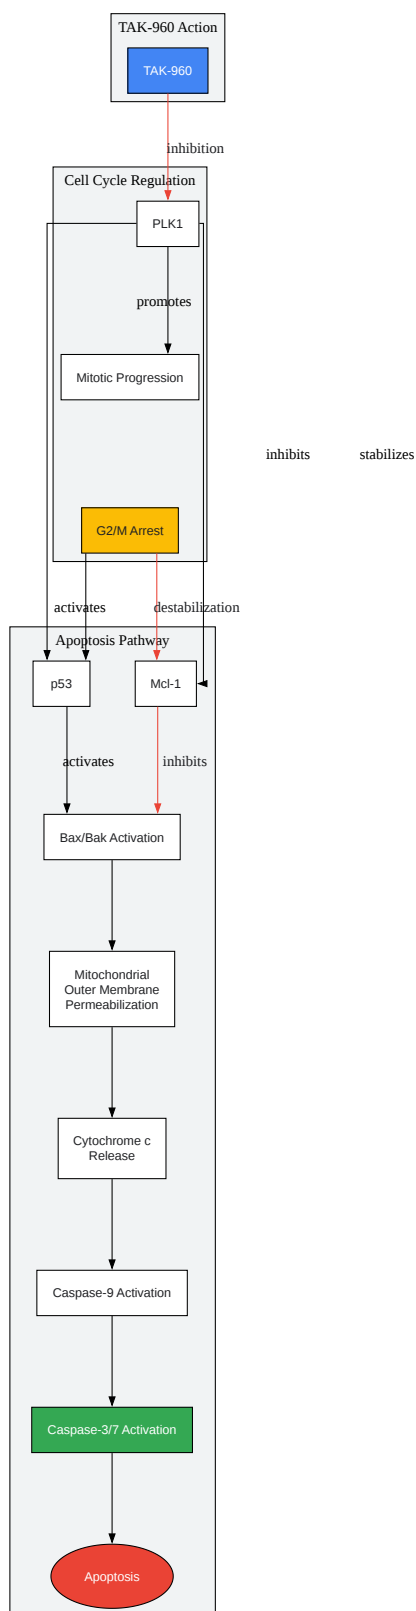 TAK-960 Action
TAK-960
inhibition
Cell Cycle Regulation
PLK1
promotes
Mitotic Progression
inhibits
stabilizes
G2/M Arrest
activates
destabilization
Apoptosis Pathway
p53
Mcl-1
activates
inhibits
Bax/Bak Activation
Mitochondrial
Outer Membrane
Permeabilization
Cytochrome c
Release
Caspase-9 Activation
Caspase-3/7 Activation
Apoptosis